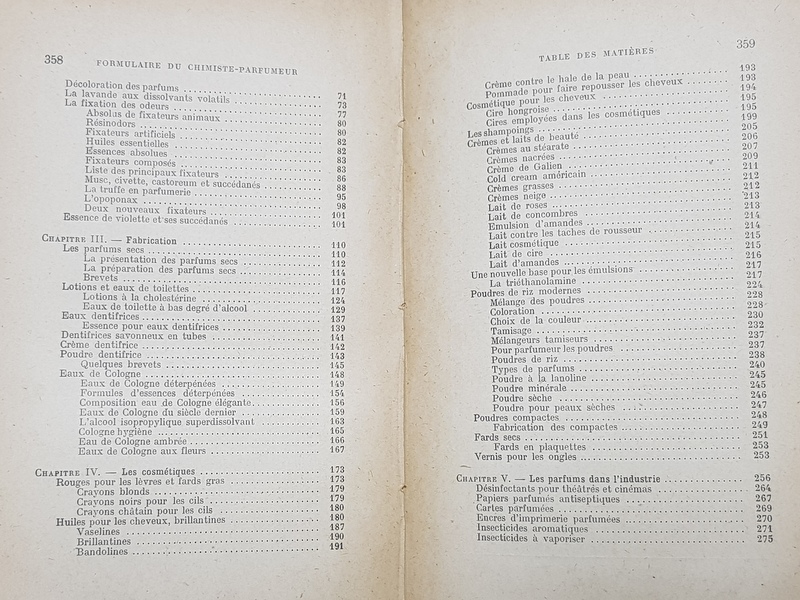 358
FORMULAIRE DU CHIMISTE-PARFUMEUR
Décoloration des parfums 71
La lavande aux dissolvants volatils 73
La fixation des odeurs 77
Absolus de fixateurs animaux 80
Résinodors 80
Fixateurs artificiels 82
Huiles essentielles 82
Essences absolues 83
Fixateurs composés 83
Liste des principaux fixateurs 86
Musc, civette, castoreum et succédanés 88
La truffe en parfumerie 95
L'opoponax 98
Deux nouveaux fixateurs 101
Essence de violette et ses succédanés 101
CHAPITRE III. — Fabrication 110
Les parfums secs 110
La présentation des parfums secs 112
La préparation des parfums secs 114
Brevets 116
Lotions et eaux de toilettes 117
Lotions à la cholestérine 124
Eaux de toilette à bas degré d'alcool 129
Eaux dentifrices 137
Essence pour eaux dentifrices 139
Dentifrices savonneux en tubes 141
Crème dentifrice 142
Poudre dentifrice 143
Quelques brevets 145
Eaux de Cologne 148
Eaux de Cologne déterpénées 149
Formules d'essences déterpénées 154
Composition eau de Cologne élégante 156
Eaux de Cologne du siècle dernier 159
L'alcool isopropylique superdissolvant 163
Cologne hygiène 165
Eau de Cologne ambrée 166
Eaux de Cologne aux fleurs 167
CHAPITRE IV. — Les cosmétiques 173
Rouges pour les lèvres et fards gras 173
Crayons blonds 179
Crayons noirs pour les cils 179
Crayons châtain pour les cils 180
Huiles pour les cheveux, brillantines 180
Vaselines 187
Brillantines 190
Bandolines 191
TABLE DES MATIÈRES
359
Crème contre le hale de la peau 193
Pommade pour faire repousser les cheveux 193
Cosmétique pour les cheveux 194
Cire hongroise 195
Cires employées dans les cosmétiques 195
Les shampoings 199
Crèmes et laits de beauté 205
Crèmes au stéarate 206
Crèmes nacrées 207
Crème de Galien 209
Cold cream américain 211
Crèmes grasses 212
Crèmes neige 212
Lait de roses 213
Lait de concombres 213
Emulsion d'amandes 214
Lait contre les taches de rousseur 214
Lait cosmétique 215
Lait de cire 215
Lait d'amandes 216
Une nouvelle base pour les émulsions 217
La triéthanolamine 217
Poudres de riz modernes 224
Mélange des poudres 228
Coloration 228
Choix de la couleur 230
Tamisage 232
Mélangeurs tamiseurs 237
Pour parfumeur les poudres 237
Poudres de riz 238
Types de parfums 240
Poudre à la lanoline 245
Poudre minérale 245
Poudre sèche 246
Poudre pour peaux sèches 247
Poudres compactes 248
Fabrication des compactes 249
Fards secs 251
Fards en plaquettes 253
Vernis pour les ongles 253
CHAPITRE V. — Les parfums dans l'industrie 256
Désinfectants pour théâtres et cinémas 264
Papiers parfumés antiseptiques 267
Cartes parfumées 269
Encres d'imprimerie parfumées 270
Insecticides aromatiques 271
Insecticides à vaporiser 275